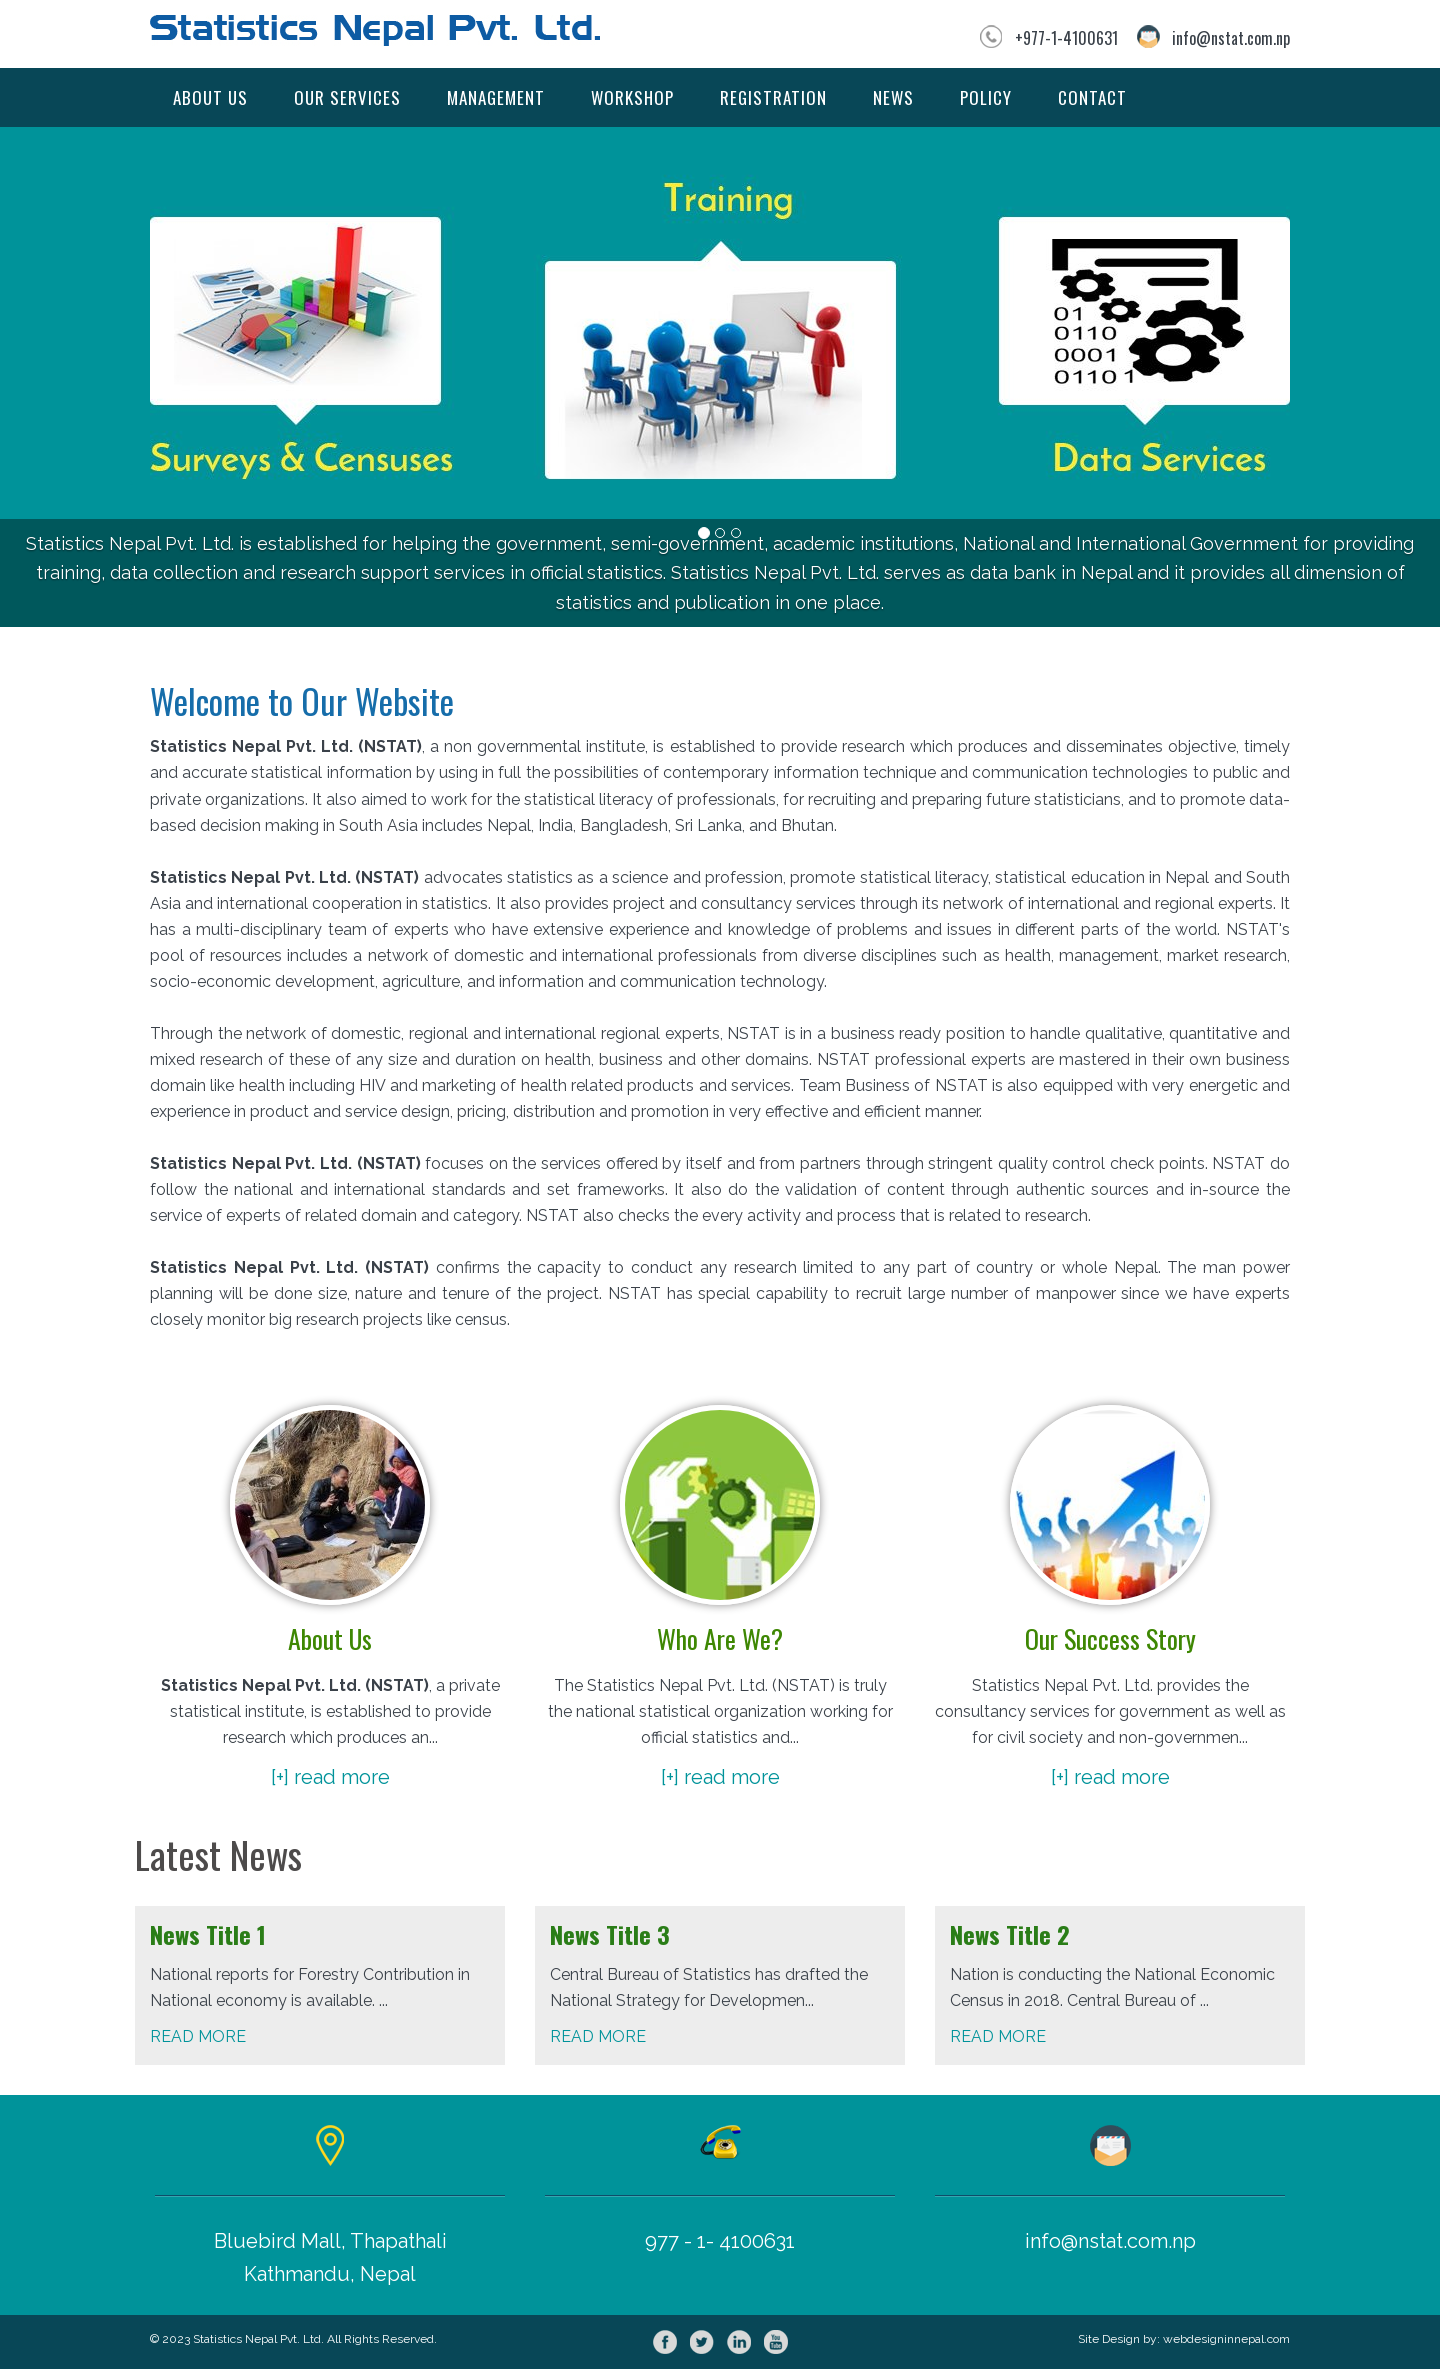 Statistics Nepal Pvt. Ltd.
+977-1-4100631 info@nstat.com.np
ABOUT US OUR SERVICES MANAGEMENT WORKSHOP REGISTRATION NEWS POLICY CONTACT
Training
01
0110
0001
0110 1
Surveys & Censuses
Data Services
Statistics Nepal Pvt. Ltd. is established for helping the government, semi-government, academic institutions, National and International Government for providing
training, data collection and research support services in official statistics. Statistics Nepal Pvt. Ltd. serves as data bank in Nepal and it provides all dimension of
statistics and publication in one place.
Welcome to Our Website
Statistics Nepal Pvt. Ltd. (NSTAT), a non governmental institute, is established to provide research which produces and disseminates objective, timely
and accurate statistical information by using in full the possibilities of contemporary information technique and communication technologies to public and
private organizations. It also aimed to work for the statistical literacy of professionals, for recruiting and preparing future statisticians, and to promote data-
based decision making in South Asia includes Nepal, India, Bangladesh, Sri Lanka, and Bhutan.
Statistics Nepal Pvt. Ltd. (NSTAT) advocates statistics as a science and profession, promote statistical literacy, statistical education in Nepal and South
Asia and international cooperation in statistics. It also provides project and consultancy services through its network of international and regional experts. It
has a multi-disciplinary team of experts who have extensive experience and knowledge of problems and issues in different parts of the world. NSTAT's
pool of resources includes a network of domestic and international professionals from diverse disciplines such as health, management, market research,
socio-economic development, agriculture, and information and communication technology.
Through the network of domestic, regional and international regional experts, NSTAT is in a business ready position to handle qualitative, quantitative and
mixed research of these of any size and duration on health, business and other domains. NSTAT professional experts are mastered in their own business
domain like health including HIV and marketing of health related products and services. Team Business of NSTAT is also equipped with very energetic and
experience in product and service design, pricing, distribution and promotion in very effective and efficient manner.
Statistics Nepal Pvt. Ltd. (NSTAT) focuses on the services offered by itself and from partners through stringent quality control check points. NSTAT do
follow the national and international standards and set frameworks. It also do the validation of content through authentic sources and in-source the
service of experts of related domain and category. NSTAT also checks the every activity and process that is related to research.
Statistics Nepal Pvt. Ltd. (NSTAT) confirms the capacity to conduct any research limited to any part of country or whole Nepal. The man power
planning will be done size, nature and tenure of the project. NSTAT has special capability to recruit large number of manpower since we have experts
closely monitor big research projects like census.
About Us
Statistics Nepal Pvt. Ltd. (NSTAT), a private
statistical institute, is established to provide
research which produces an...
[+] read more
Who Are We?
The Statistics Nepal Pvt. Ltd. (NSTAT) is truly
the national statistical organization working for
official statistics and...
[+] read more
Our Success Story
Statistics Nepal Pvt. Ltd. provides the
consultancy services for government as well as
for civil society and non-governmen...
[+] read more
Latest News
News Title 1
National reports for Forestry Contribution in
National economy is available. ...
READ MORE
News Title 3
Central Bureau of Statistics has drafted the
National Strategy for Developmen...
READ MORE
News Title 2
Nation is conducting the National Economic
Census in 2018. Central Bureau of ...
READ MORE
Bluebird Mall, Thapathali
Kathmandu, Nepal
977 - 1- 4100631
info@nstat.com.np
© 2023 Statistics Nepal Pvt. Ltd. All Rights Reserved.
You
Tube
Site Design by: webdesigninnepal.com